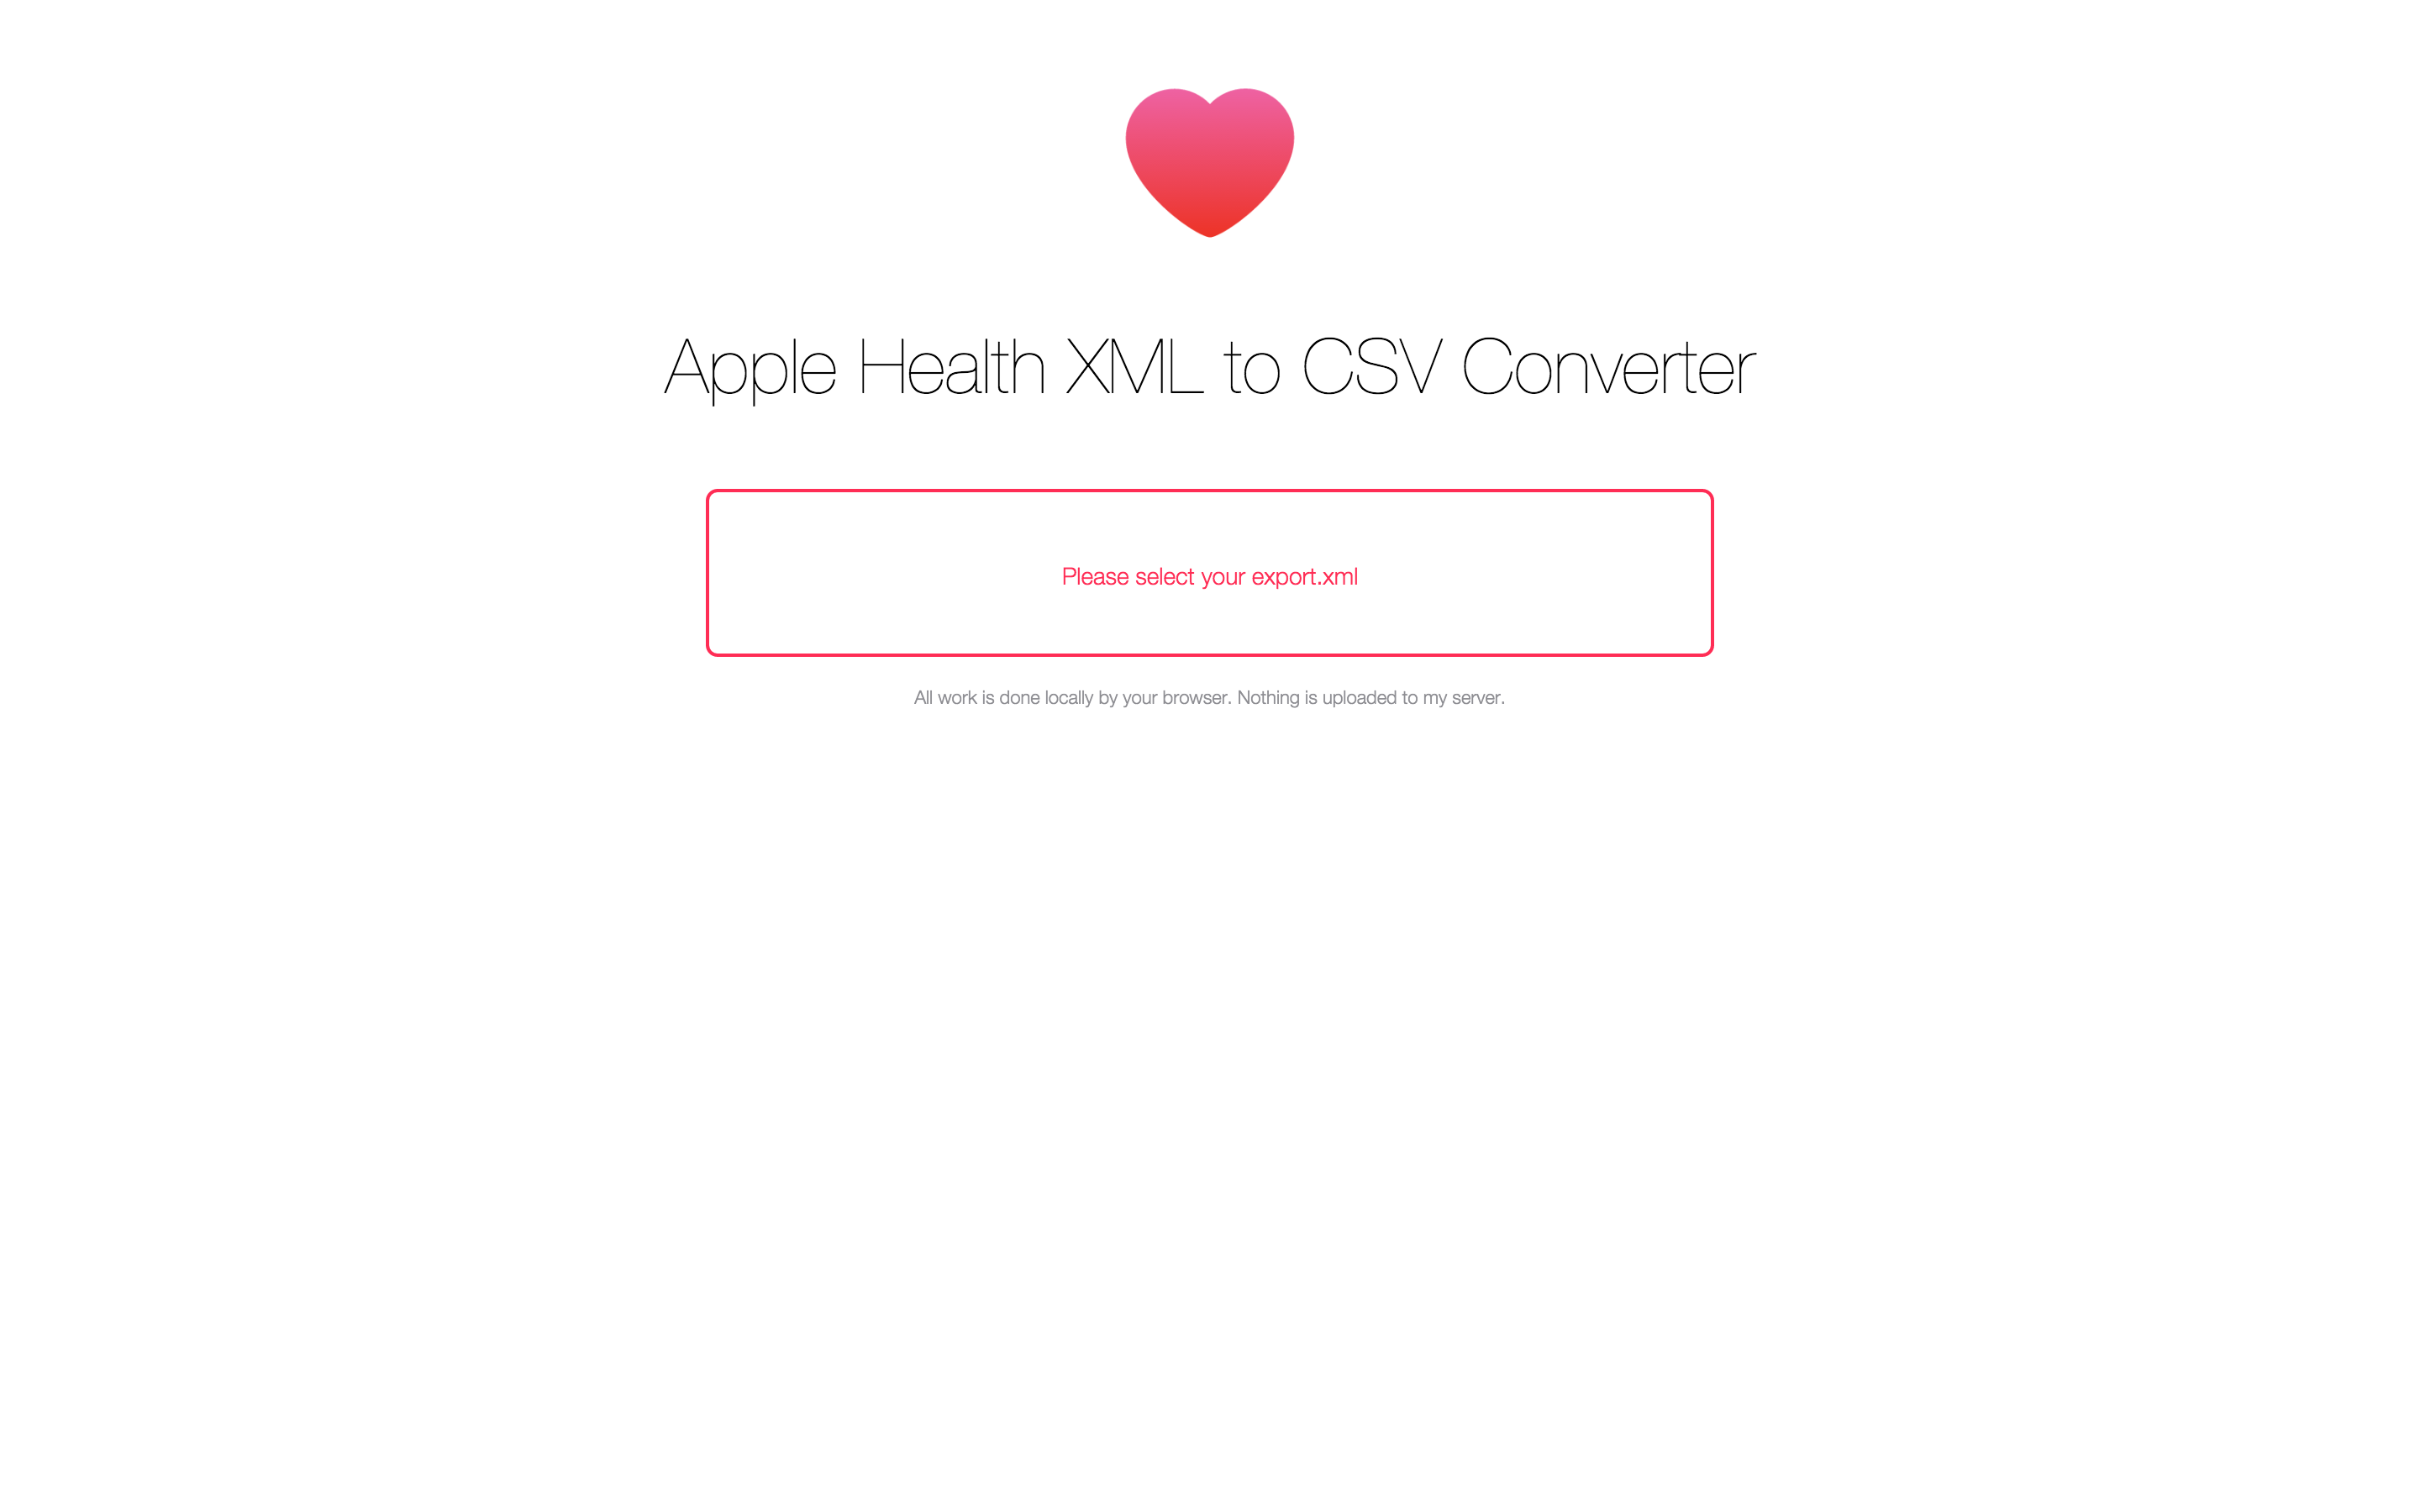 Apple Health XML to CSV Converter
Please select your export.xml
All work is done locally by your browser. Nothing is uploaded to my server.